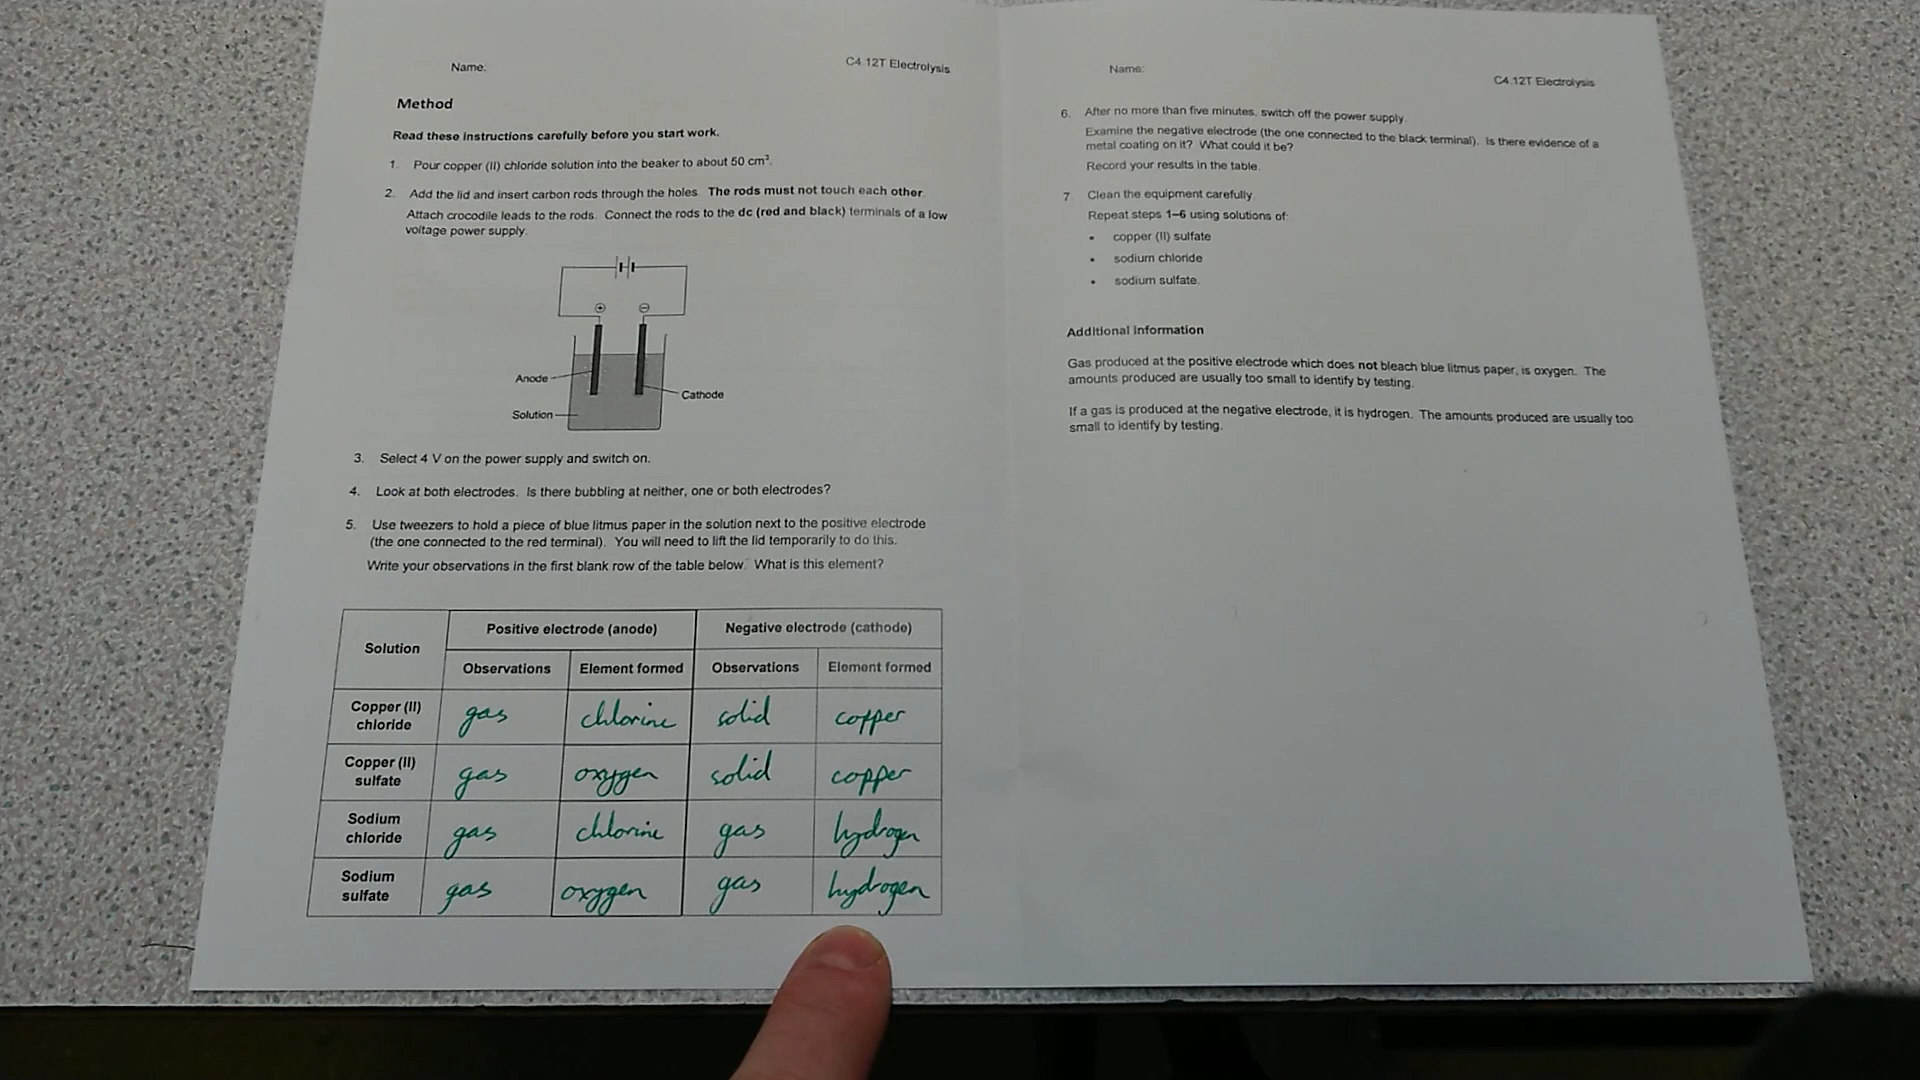 Name:
C4.12T Electrolysis
Method
Read these instructions carefully before you start work.
1. Pour copper (II) chloride solution into the beaker to about 50 cm³.
2. Add the lid and insert carbon rods through the holes. The rods must not touch each other.
Attach crocodile leads to the rods. Connect the rods to the dc (red and black) terminals of a low
voltage power supply.
+ −
Anode
Cathode
Solution
3. Select 4 V on the power supply and switch on.
4. Look at both electrodes. Is there bubbling at neither, one or both electrodes?
5. Use tweezers to hold a piece of blue litmus paper in the solution next to the positive electrode
(the one connected to the red terminal). You will need to lift the lid temporarily to do this.
Write your observations in the first blank row of the table below. What is this element?
Solution
Positive electrode (anode) Negative electrode (cathode)
Observations Element formed Observations Element formed
Copper (II)
chloride
gas chlorine solid copper
Copper (II)
sulfate
gas oxygen solid copper
Sodium
chloride
gas chlorine gas hydrogen
Sodium
sulfate
gas oxygen gas hydrogen
Name:
C4.12T Electrolysis
6. After no more than five minutes, switch off the power supply.
Examine the negative electrode (the one connected to the black terminal). Is there evidence of a
metal coating on it? What could it be?
Record your results in the table.
7. Clean the equipment carefully.
Repeat steps 1–6 using solutions of:
• copper (II) sulfate
• sodium chloride
• sodium sulfate.
Additional information
Gas produced at the positive electrode which does not bleach blue litmus paper, is oxygen. The
amounts produced are usually too small to identify by testing.
If a gas is produced at the negative electrode, it is hydrogen. The amounts produced are usually too
small to identify by testing.